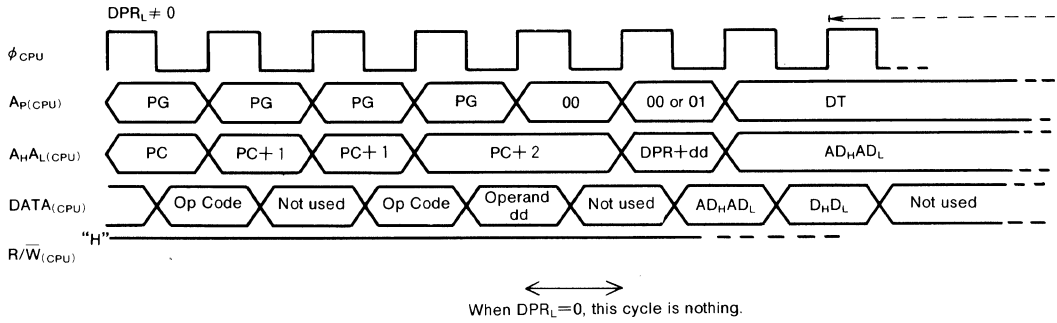 DPRL≠0
φCPU
AP(CPU) PG PG PG PG 00 00 or 01 DT
AHAL(CPU) PC PC+1 PC+1 PC+2 DPR+dd ADHADL
DATA(CPU) Op Code Not used Op Code Operand dd Not used ADHADL DHDL Not used
"H"
R/W̅(CPU)
When DPRL=0, this cycle is nothing.